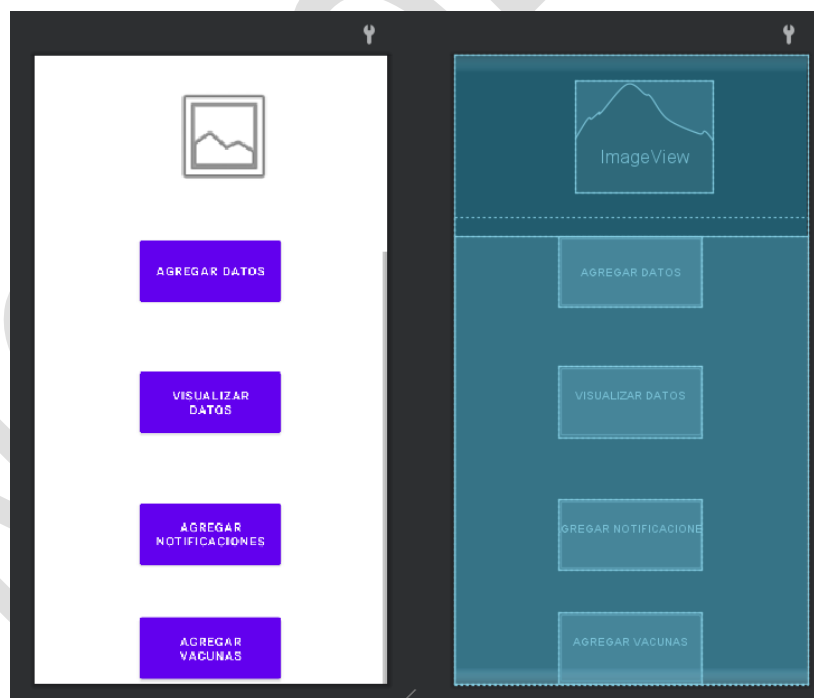 AGREGAR DATOS
VISUALIZAR
DATOS
AGREGAR
NOTIFICACIONES
AGREGAR
VACUNAS
ImageView
AGREGAR DATOS
VISUALIZAR DATOS
GREGAR NOTIFICACIONE
AGREGAR VACUNAS